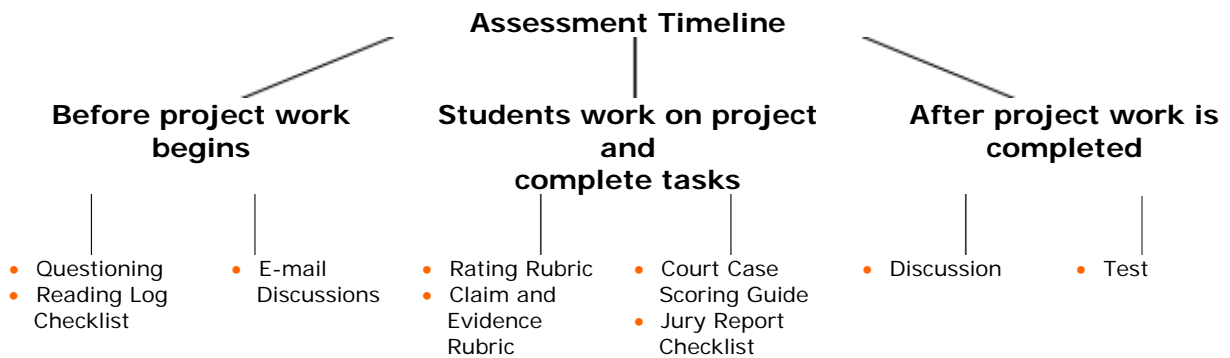 Assessment Timeline
Before project work
begins
Students work on project
and
complete tasks
After project work is
completed
• Questioning
• Reading Log
Checklist
• E-mail
Discussions
• Rating Rubric
• Claim and
Evidence
Rubric
• Court Case
Scoring Guide
• Jury Report
Checklist
• Discussion
• Test